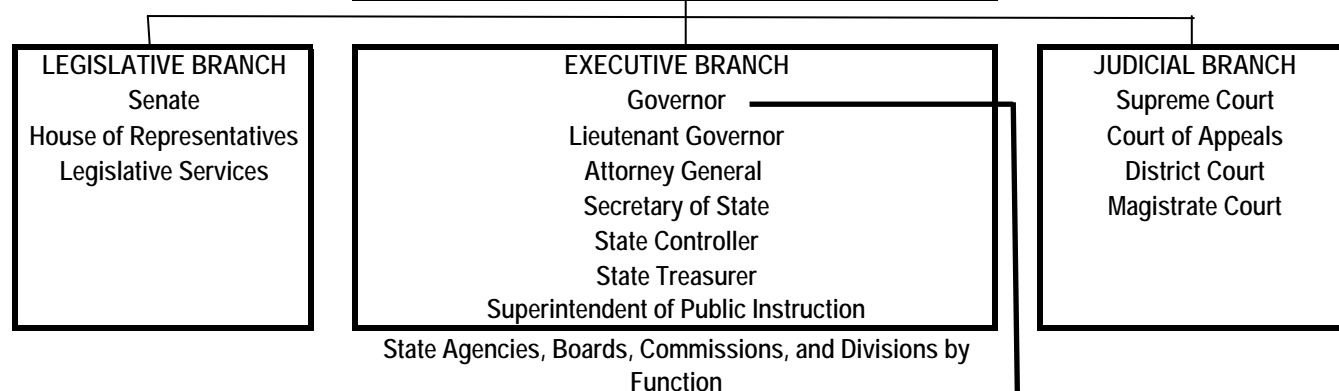 LEGISLATIVE BRANCH
Senate
House of Representatives
Legislative Services
EXECUTIVE BRANCH
Governor
Lieutenant Governor
Attorney General
Secretary of State
State Controller
State Treasurer
Superintendent of Public Instruction
JUDICIAL BRANCH
Supreme Court
Court of Appeals
District Court
Magistrate Court
State Agencies, Boards, Commissions, and Divisions by
Function